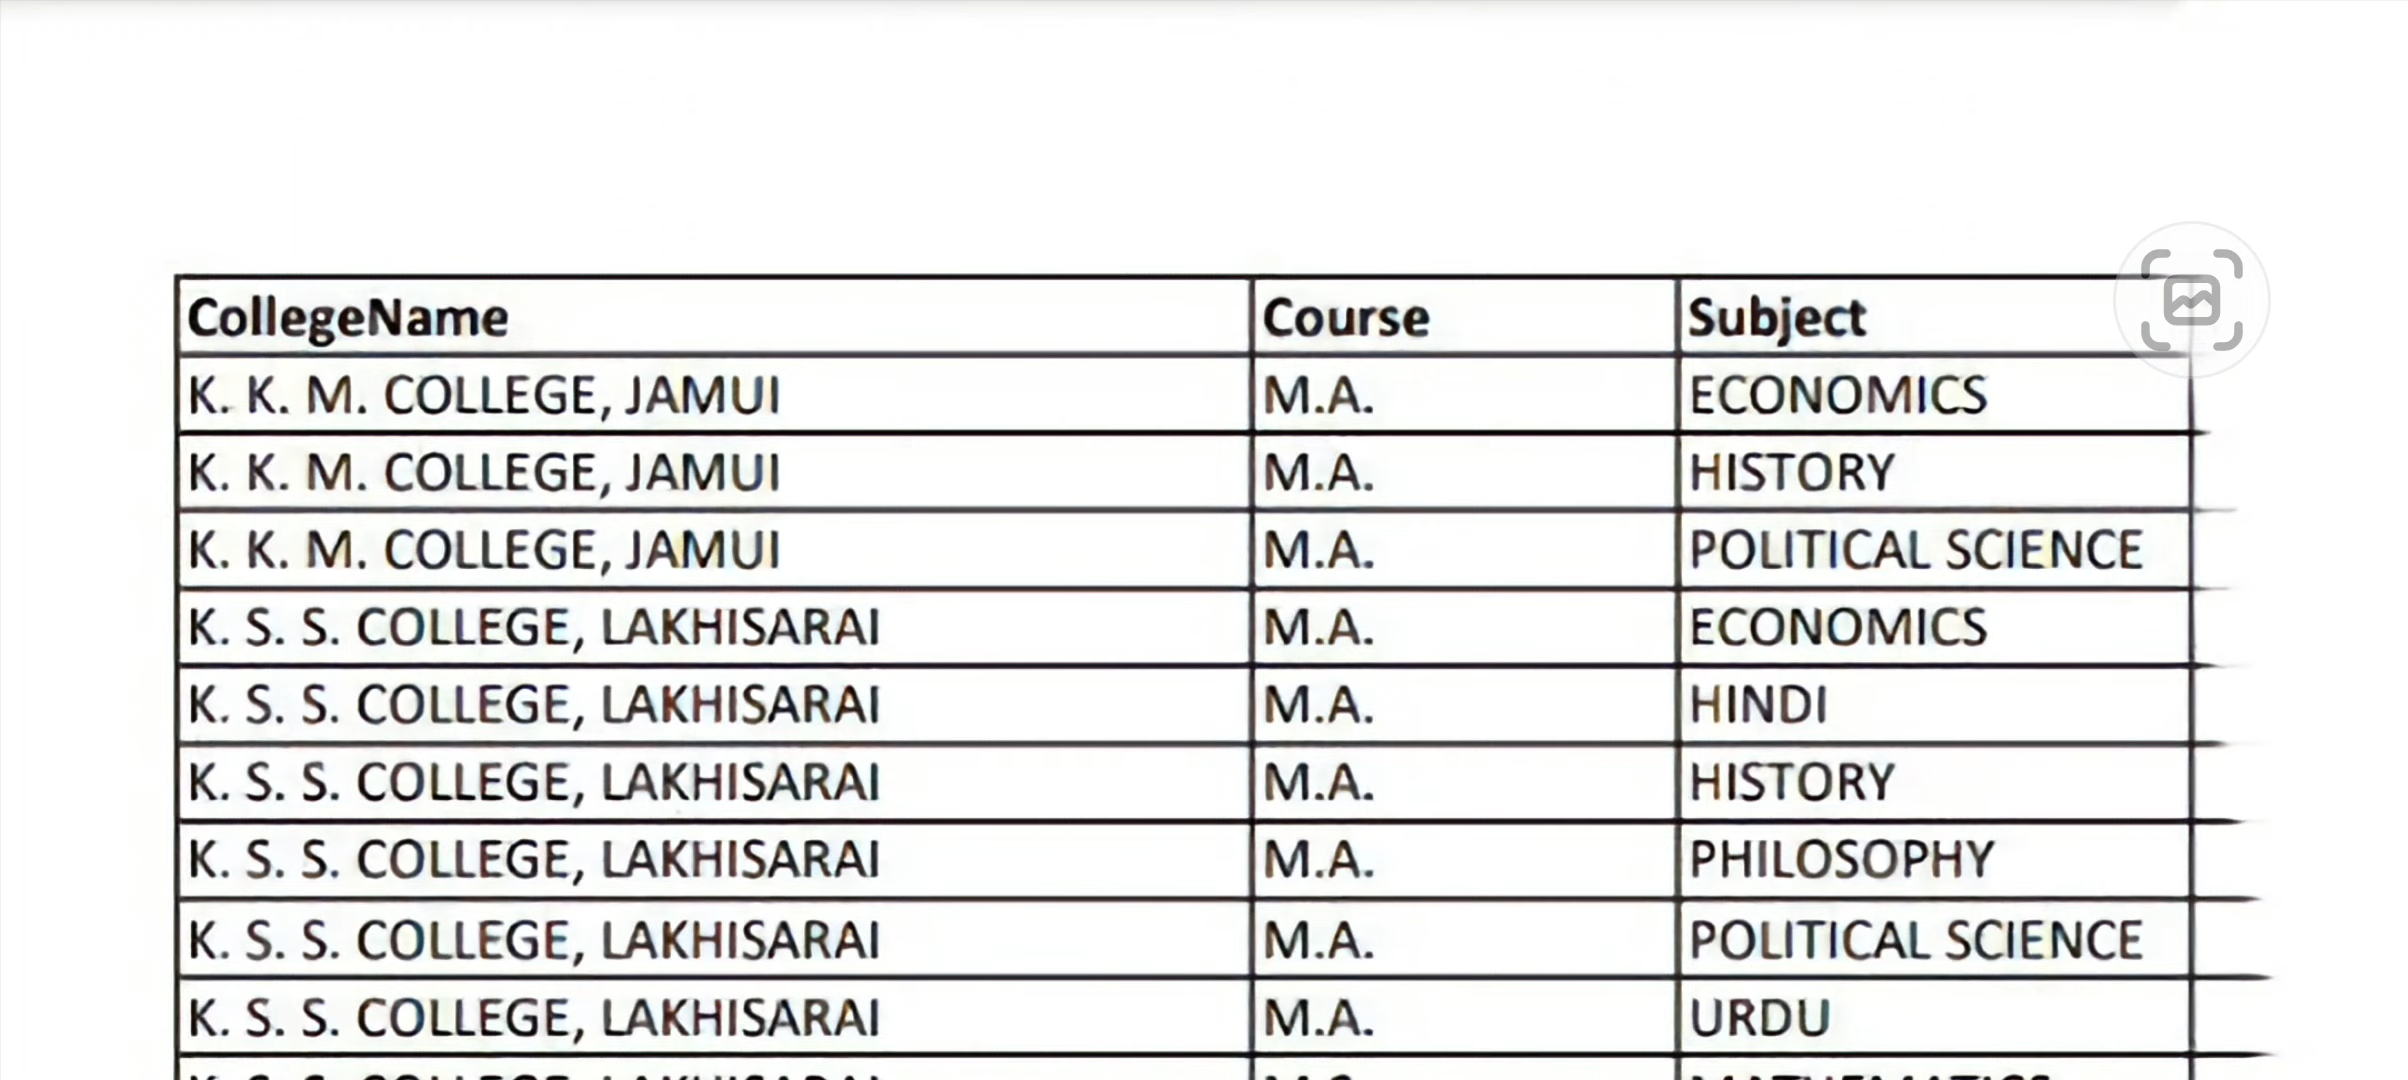 CollegeName Course Subject
K. K. M. COLLEGE, JAMUI M.A. ECONOMICS
K. K. M. COLLEGE, JAMUI M.A. HISTORY
K. K. M. COLLEGE, JAMUI M.A. POLITICAL SCIENCE
K. S. S. COLLEGE, LAKHISARAI M.A. ECONOMICS
K. S. S. COLLEGE, LAKHISARAI M.A. HINDI
K. S. S. COLLEGE, LAKHISARAI M.A. HISTORY
K. S. S. COLLEGE, LAKHISARAI M.A. PHILOSOPHY
K. S. S. COLLEGE, LAKHISARAI M.A. POLITICAL SCIENCE
K. S. S. COLLEGE, LAKHISARAI M.A. URDU